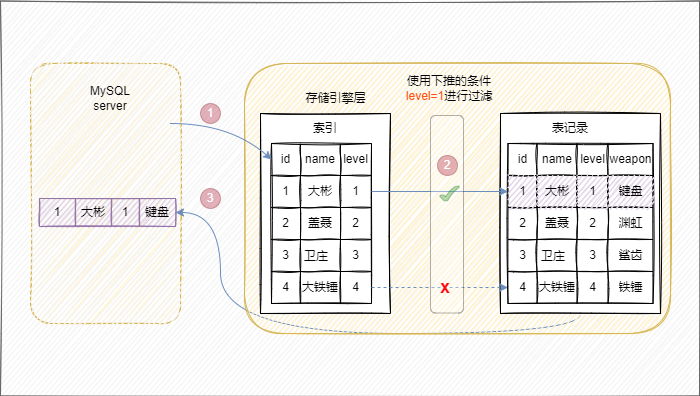 使用下推的条件
level=1进行过滤
MySQL
server
存储引擎层
1
索引
表记录
id name level
2
id name level weapon
1 大彬 1
1 大彬 1 键盘
3
1 大彬 1 键盘
2 盖聂 2
2 盖聂 2 渊虹
3 卫庄 3
3 卫庄 3 鲨齿
4 大铁锤 4
X
4 大铁锤 4 铁锤